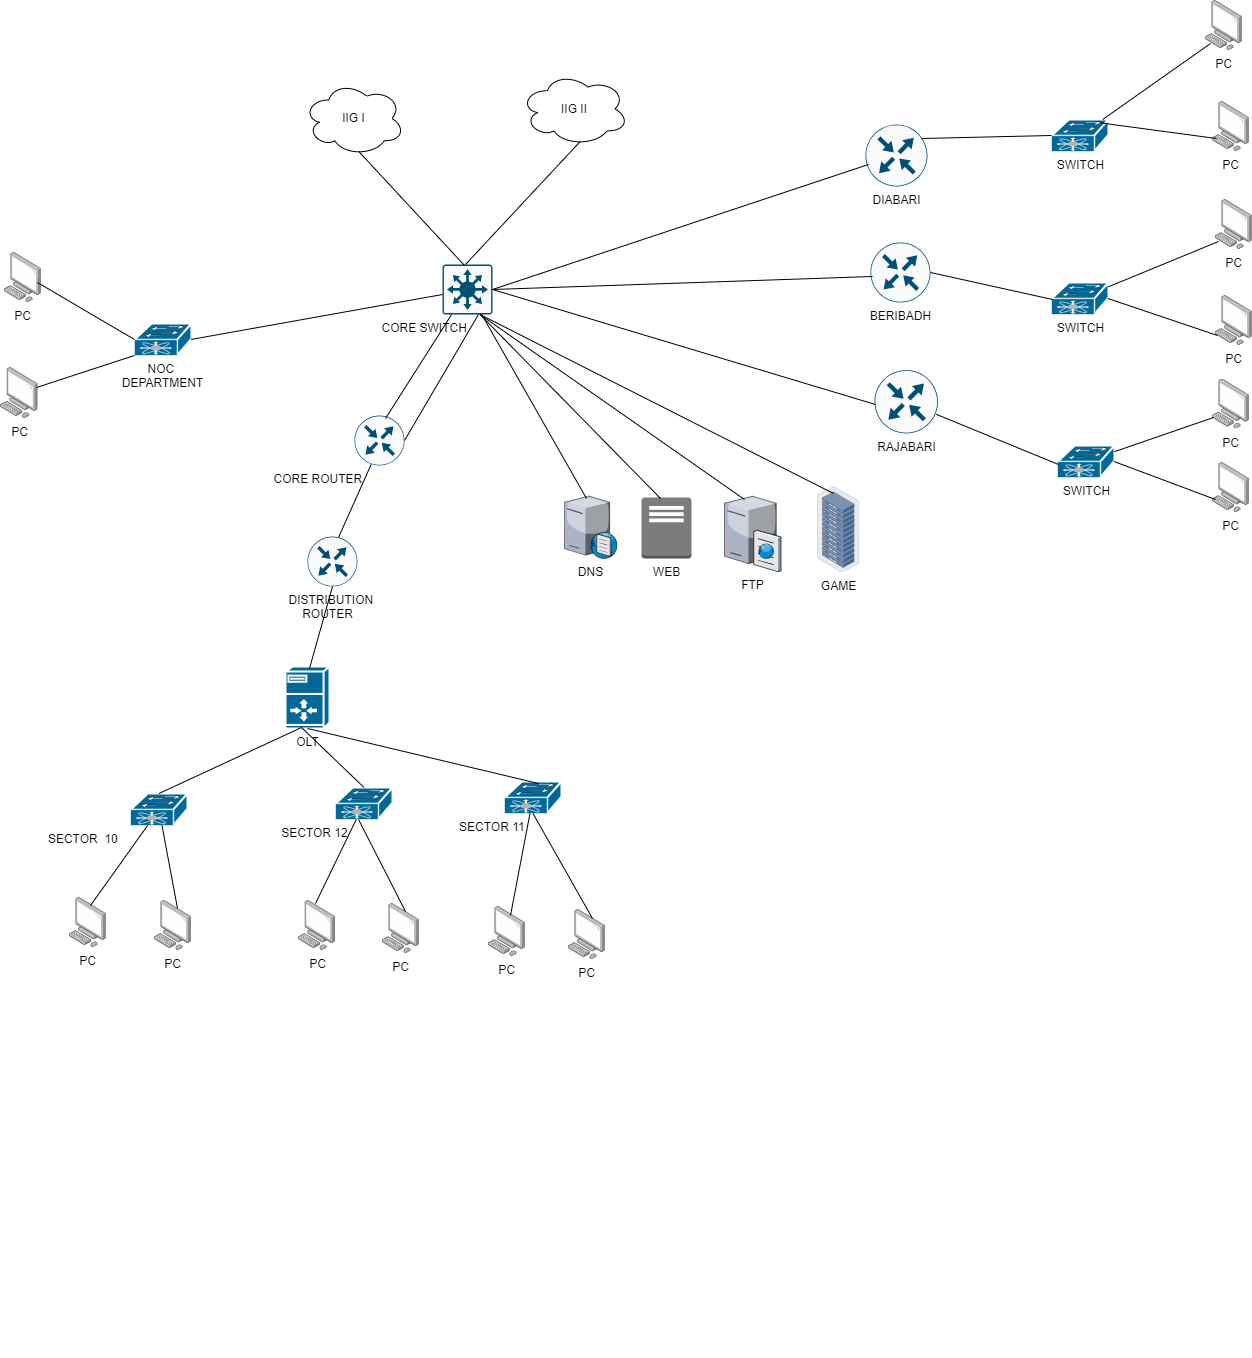 PC
IIG I
IIG II
PC
SWITCH
DIABARI
PC
PC
BERIBADH
SWITCH
CORE SWITCH
PC
NOC
DEPARTMENT
PC
PC
RAJABARI
CORE ROUTER
SWITCH
PC
DNS
WEB
FTP
GAME
DISTRIBUTION
ROUTER
OLT
SECTOR  10
SECTOR 12
SECTOR 11
PC
PC
PC
PC
PC
PC